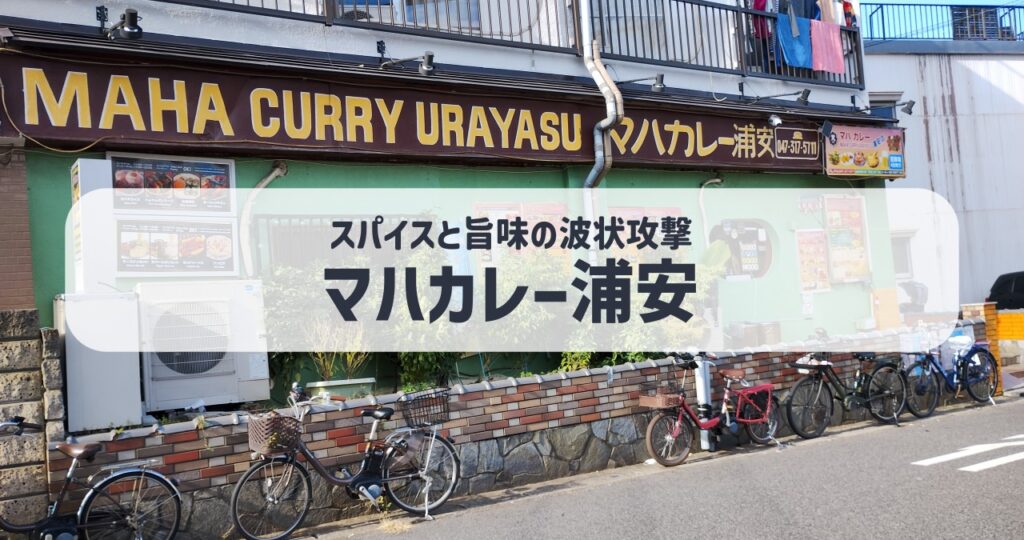 MAHA CURRY URAYASU マハカレー浦安 047-317-5711
マハカレー
スパイスと旨味の波状攻撃
マハカレー浦安